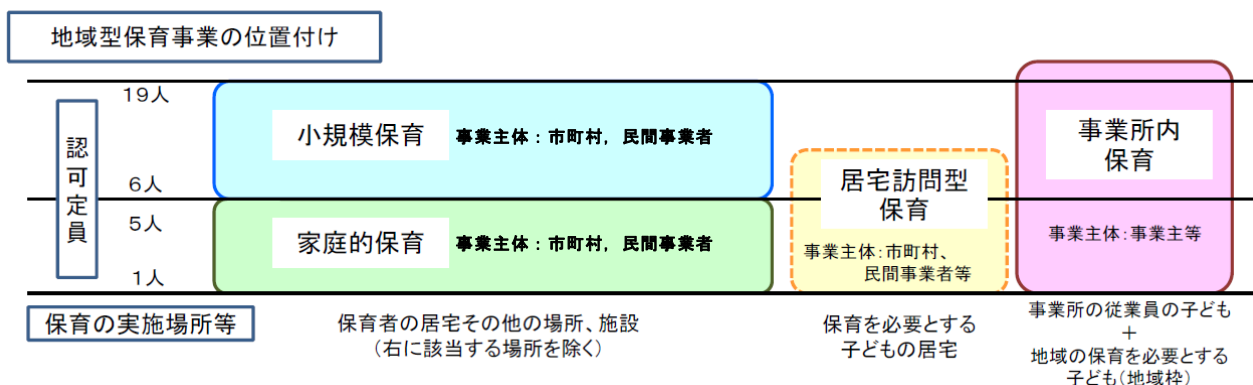 地域型保育事業の位置付け
認可定員
19人
6人
5人
1人
小規模保育
事業主体：市町村，民間事業者
家庭的保育
事業主体：市町村，民間事業者
居宅訪問型
保育
事業主体：市町村、
民間事業者等
事業所内
保育
事業主体：事業主等
保育の実施場所等
保育者の居宅その他の場所、施設
（右に該当する場所を除く）
保育を必要とする
子どもの居宅
事業所の従業員の子ども
＋
地域の保育を必要とする
子ども（地域枠）